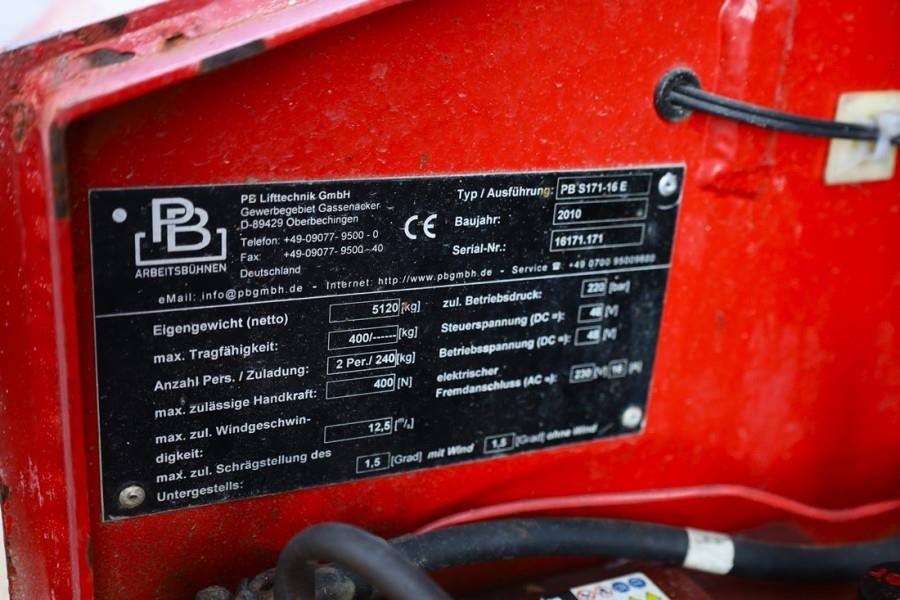 PB
ARBEITSBÜHNEN
PB Lifttechnik GmbH
Gewerbegebiet Gassenäcker
D-89429 Oberbechingen
Telefon: +49-09077- 9500 - 0
Fax: +49-09077- 9500 - 40
Deutschland
CE
Typ / Ausführung: PB S171-16 E
Baujahr: 2010
Serial-Nr.: 16171.171
eMail: info@pbgmbh.de - Internet: http://www.pbgmbh.de - Service ☎ +49 0700 95009600
Eigengewicht (netto) 5120 [kg]
max. Tragfähigkeit: 400/------ [kg]
Anzahl Pers. / Zuladung: 2 Per./ 240 [kg]
max. zulässige Handkraft: 400 [N]
max. zul. Windgeschwin-
digkeit: 12,5 [m/s]
max. zul. Schrägstellung des
Untergestells: 1,5 [Grad] mit Wind 1,5 [Grad] ohne Wind
zul. Betriebsdruck: 220 [bar]
Steuerspannung (DC =): 48 [V]
Betriebsspannung (DC =): 48 [V]
elektrischer
Fremdanschluss (AC ≈): 230 [V] 16 [A]